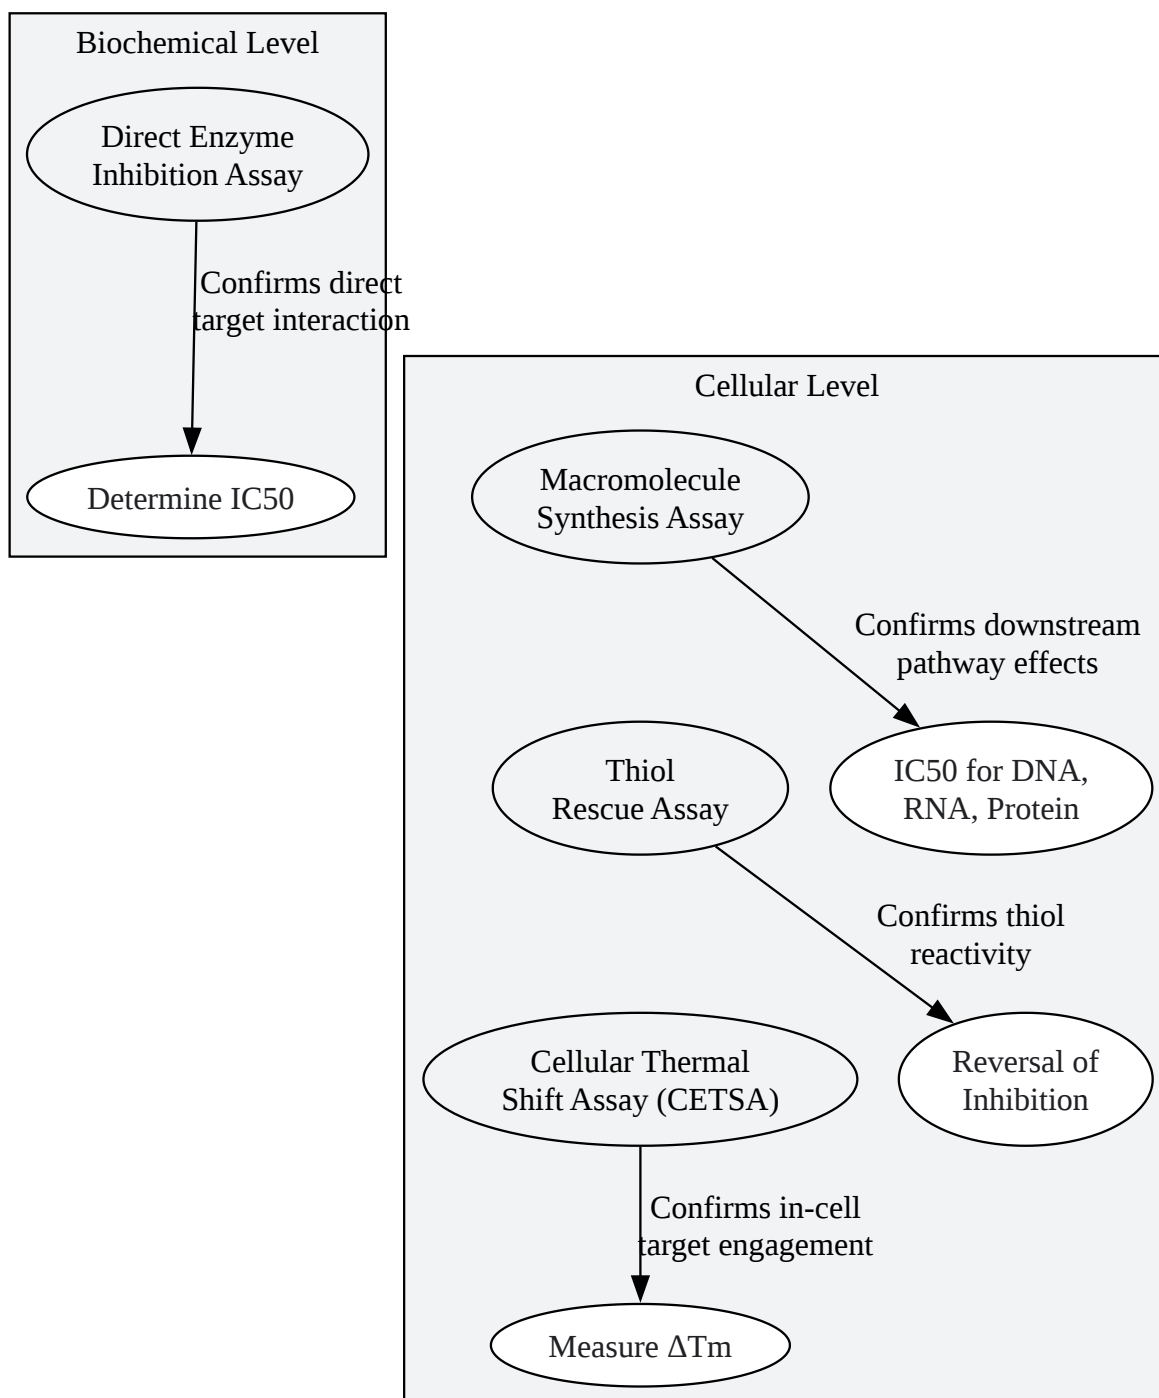 Biochemical Level
Direct Enzyme
Inhibition Assay
Confirms direct
target interaction
Determine IC50
Cellular Level
Macromolecule
Synthesis Assay
Confirms downstream
pathway effects
IC50 for DNA,
RNA, Protein
Thiol
Rescue Assay
Confirms thiol
reactivity
Reversal of
Inhibition
Cellular Thermal
Shift Assay (CETSA)
Confirms in-cell
target engagement
Measure ΔTm